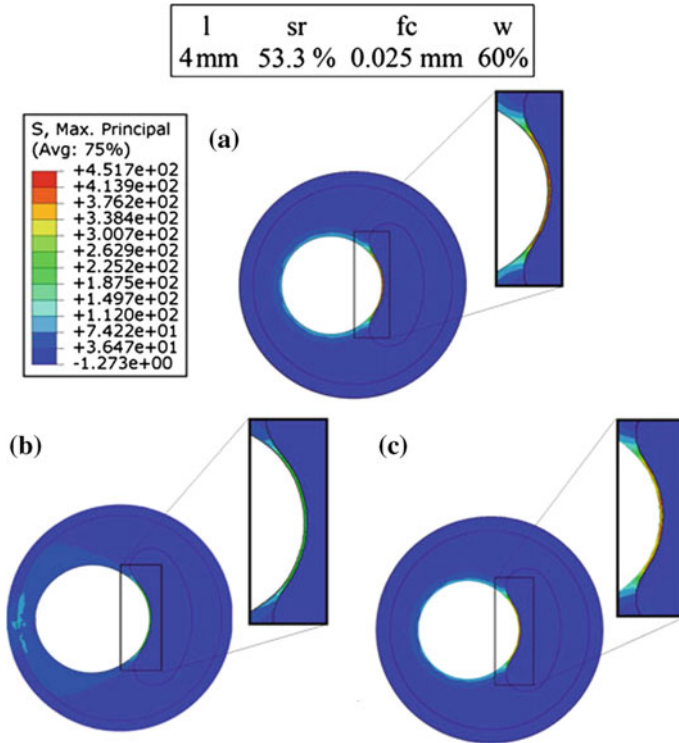 l sr fc w
4mm 53.3 % 0.025 mm 60%
S, Max. Principal
(Avg: 75%)
+4.517e+02
+4.139e+02
+3.762e+02
+3.384e+02
+3.007e+02
+2.629e+02
+2.252e+02
+1.875e+02
+1.497e+02
+1.120e+02
+7.422e+01
+3.647e+01
-1.273e+00
(a)
(b)
(c)